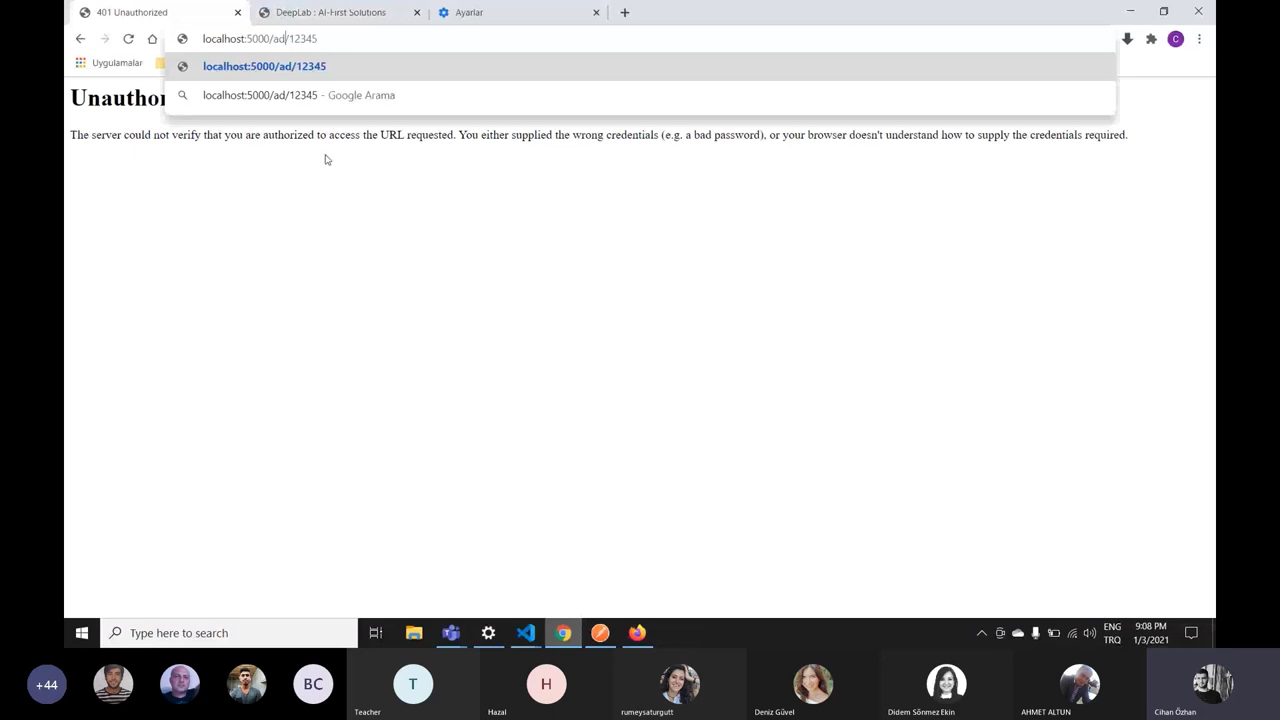 401 Unauthorized
DeepLab : AI-First Solutions
Ayarlar
localhost:5000/ad/12345
C
Uygulamalar
localhost:5000/ad/12345
localhost:5000/ad/12345 - Google Arama
Unauthor
The server could not verify that you are authorized to access the URL requested. You either supplied the wrong credentials (e.g. a bad password), or your browser doesn't understand how to supply the credentials required.
Type here to search
ENG
TRQ
9:08 PM
1/3/2021
+44
BC
T
Teacher
H
Hazal
rumeysaturgutt
Deniz Güvel
Didem Sönmez Ekin
AHMET ALTUN
Cihan Özhan